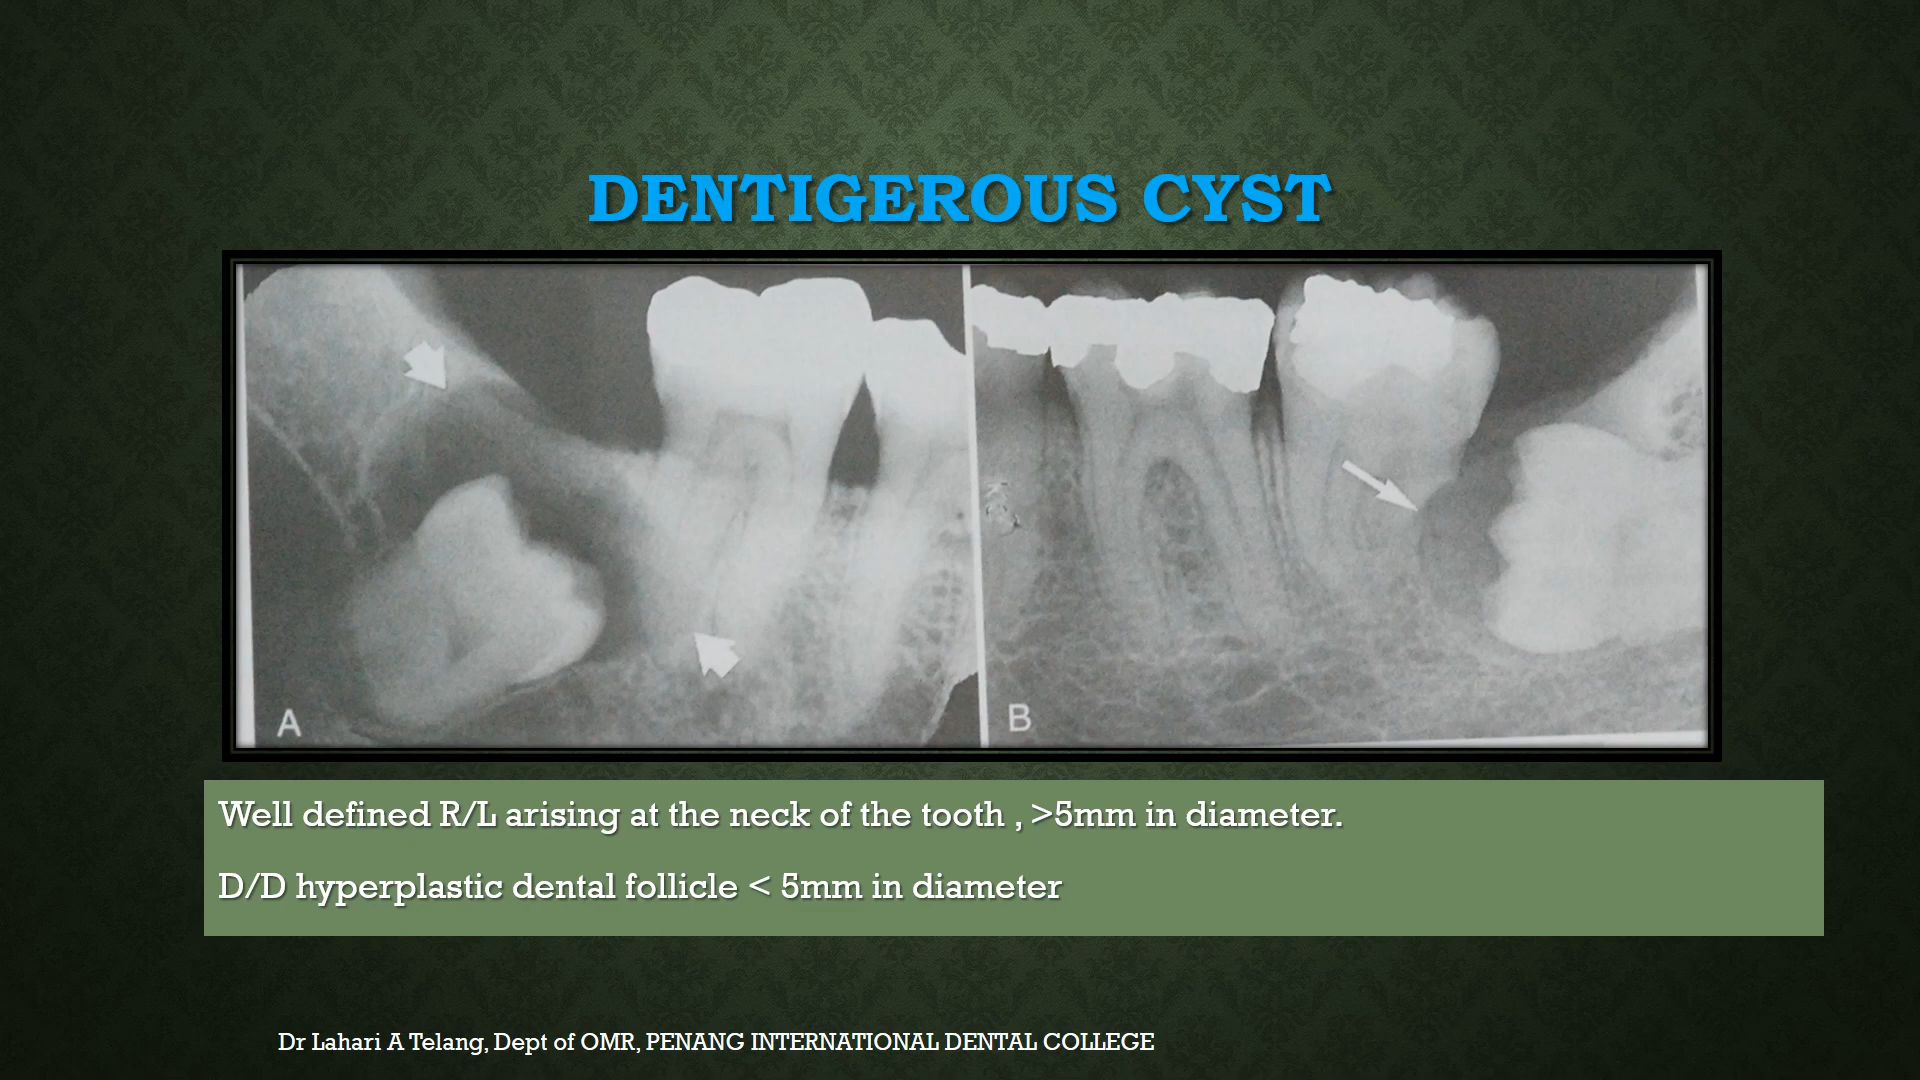 DENTIGEROUS CYST
A
B
Well defined R/L arising at the neck of the tooth , >5mm in diameter.
D/D hyperplastic dental follicle < 5mm in diameter
Dr Lahari A Telang, Dept of OMR, PENANG INTERNATIONAL DENTAL COLLEGE